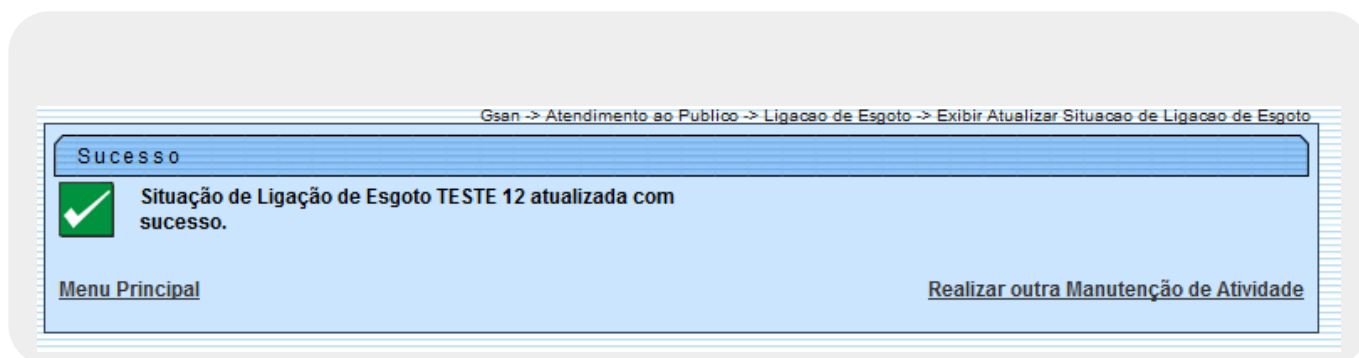 Gsan -> Atendimento ao Publico -> Ligacao de Esgoto -> Exibir Atualizar Situacao de Ligacao de Esgoto
Sucesso
Situação de Ligação de Esgoto TESTE 12 atualizada com
sucesso.
Menu Principal
Realizar outra Manutenção de Atividade